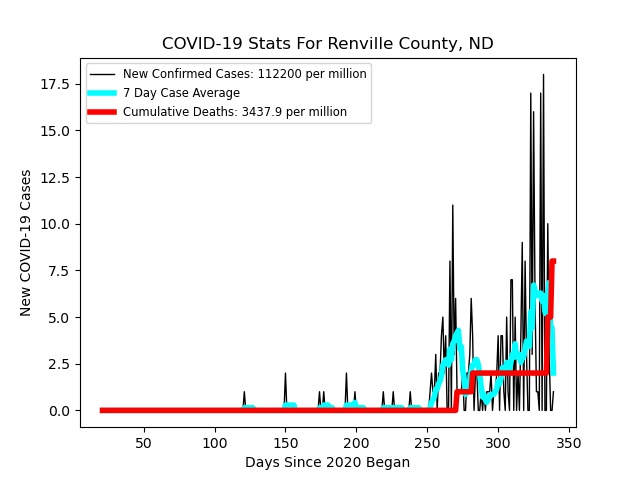 COVID-19 Stats For Renville County, ND
New Confirmed Cases: 112200 per million
7 Day Case Average
Cumulative Deaths: 3437.9 per million
New COVID-19 Cases
17.5
15.0
12.5
10.0
7.5
5.0
2.5
0.0
50 100 150 200 250 300 350
Days Since 2020 Began